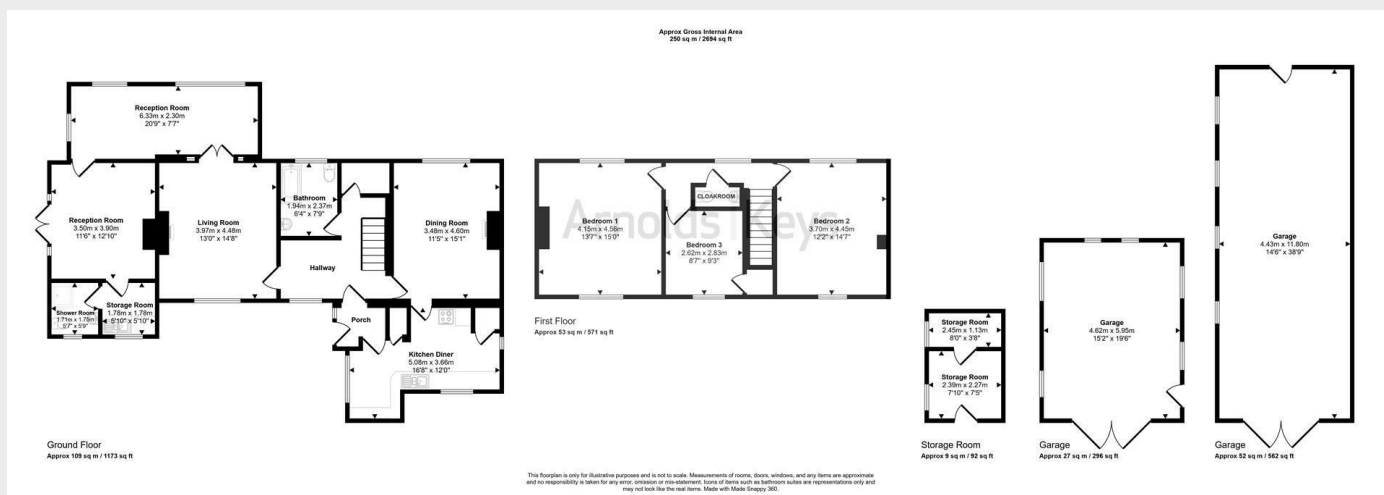 Approx Gross Internal Area
250 sq m / 2694 sq ft
Reception Room
6.33m x 2.30m
20'9" x 7'7"
Reception Room
3.50m x 3.90m
11'6" x 12'10"
Living Room
3.97m x 4.48m
13'0" x 14'8"
Bathroom
1.94m x 2.37m
6'4" x 7'9"
Dining Room
3.48m x 4.60m
11'5" x 15'1"
Hallway
Shower Room
1.71m x 1.75m
5'7" x 5'9"
Storage Room
1.78m x 1.78m
5'10" x 5'10"
Porch
Kitchen Diner
5.08m x 3.66m
16'8" x 12'0"
Ground Floor
Approx 109 sq m / 1173 sq ft
Arnolds Keys
CLOAKROOM
Bedroom 1
4.15m x 4.56m
13'7" x 15'0"
Bedroom 2
3.70m x 4.45m
12'2" x 14'7"
Bedroom 3
2.62m x 2.83m
8'7" x 9'3"
First Floor
Approx 53 sq m / 571 sq ft
Storage Room
2.45m x 1.13m
8'0" x 3'8"
Storage Room
2.39m x 2.27m
7'10" x 7'5"
Storage Room
Approx 9 sq m / 92 sq ft
Garage
4.62m x 5.95m
15'2" x 19'6"
Garage
Approx 27 sq m / 296 sq ft
Garage
4.43m x 11.80m
14'6" x 38'9"
Garage
Approx 52 sq m / 562 sq ft
This floorplan is only for illustrative purposes and is not to scale. Measurements of rooms, doors, windows, and any items are approximate
and no responsibility is taken for any error, omission or mis-statement. Icons of items such as bathroom suites are representations only and
may not look like the real items. Made with Made Snappy 360.